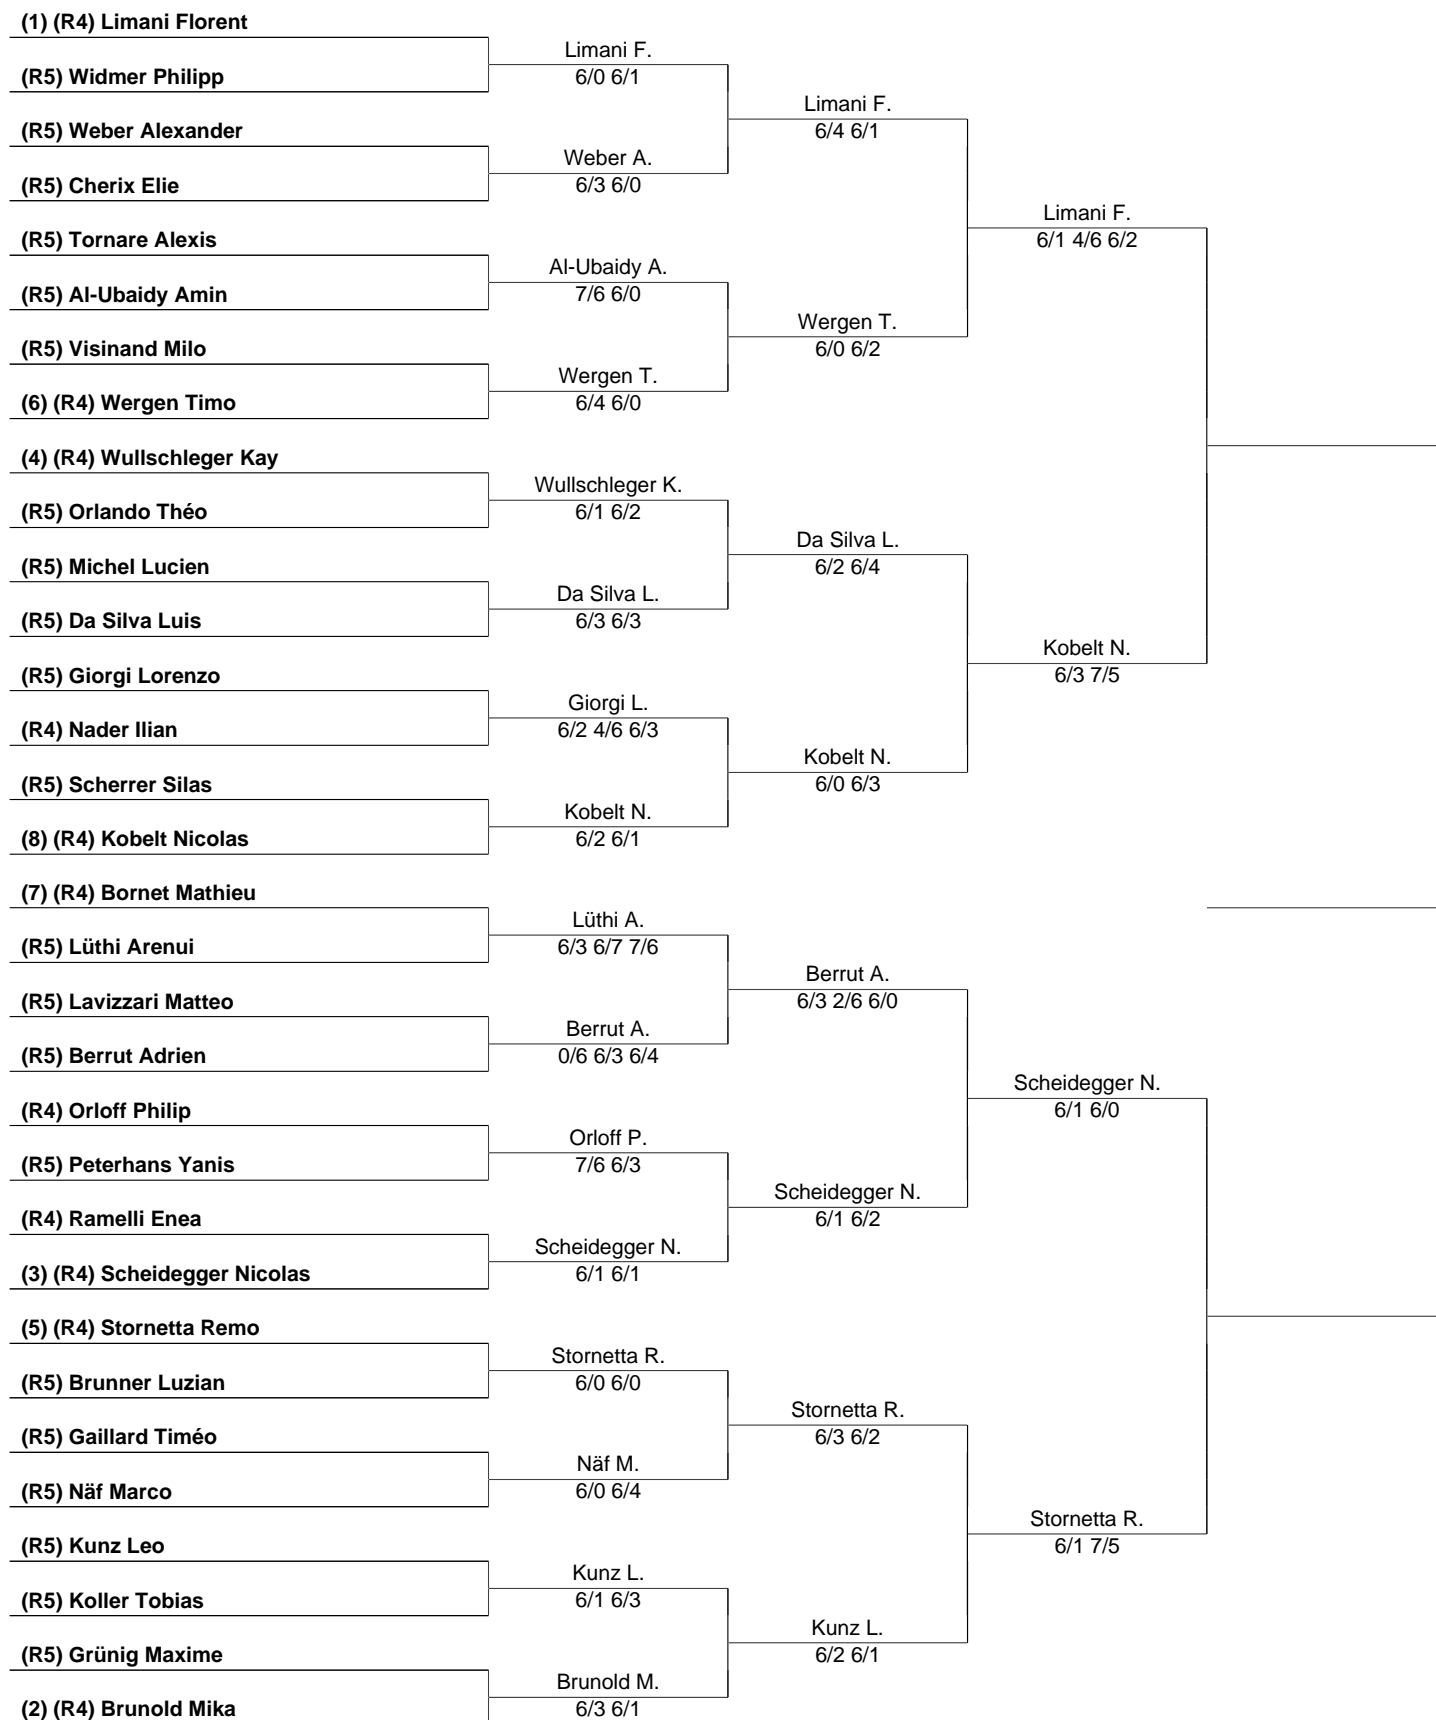 (1) (R4) Limani Florent
Limani F.
(R5) Widmer Philipp
6/0 6/1
Limani F.
(R5) Weber Alexander
6/4 6/1
Weber A.
(R5) Cherix Elie
6/3 6/0
Limani F.
(R5) Tornare Alexis
6/1 4/6 6/2
Al-Ubaidy A.
(R5) Al-Ubaidy Amin
7/6 6/0
Wergen T.
(R5) Visinand Milo
6/0 6/2
Wergen T.
(6) (R4) Wergen Timo
6/4 6/0
(4) (R4) Wullschleger Kay
Wullschleger K.
(R5) Orlando Théo
6/1 6/2
Da Silva L.
(R5) Michel Lucien
6/2 6/4
Da Silva L.
(R5) Da Silva Luis
6/3 6/3
Kobelt N.
(R5) Giorgi Lorenzo
6/3 7/5
Giorgi L.
(R4) Nader Ilian
6/2 4/6 6/3
Kobelt N.
(R5) Scherrer Silas
6/0 6/3
Kobelt N.
(8) (R4) Kobelt Nicolas
6/2 6/1
(7) (R4) Bornet Mathieu
Lüthi A.
(R5) Lüthi Arenui
6/3 6/7 7/6
Berrut A.
(R5) Lavizzari Matteo
6/3 2/6 6/0
Berrut A.
(R5) Berrut Adrien
0/6 6/3 6/4
Scheidegger N.
(R4) Orloff Philip
6/1 6/0
Orloff P.
(R5) Peterhans Yanis
7/6 6/3
Scheidegger N.
(R4) Ramelli Enea
6/1 6/2
Scheidegger N.
(3) (R4) Scheidegger Nicolas
6/1 6/1
(5) (R4) Stornetta Remo
Stornetta R.
(R5) Brunner Luzian
6/0 6/0
Stornetta R.
(R5) Gaillard Timéo
6/3 6/2
Näf M.
(R5) Näf Marco
6/0 6/4
Stornetta R.
(R5) Kunz Leo
6/1 7/5
Kunz L.
(R5) Koller Tobias
6/1 6/3
Kunz L.
(R5) Grünig Maxime
6/2 6/1
Brunold M.
(2) (R4) Brunold Mika
6/3 6/1